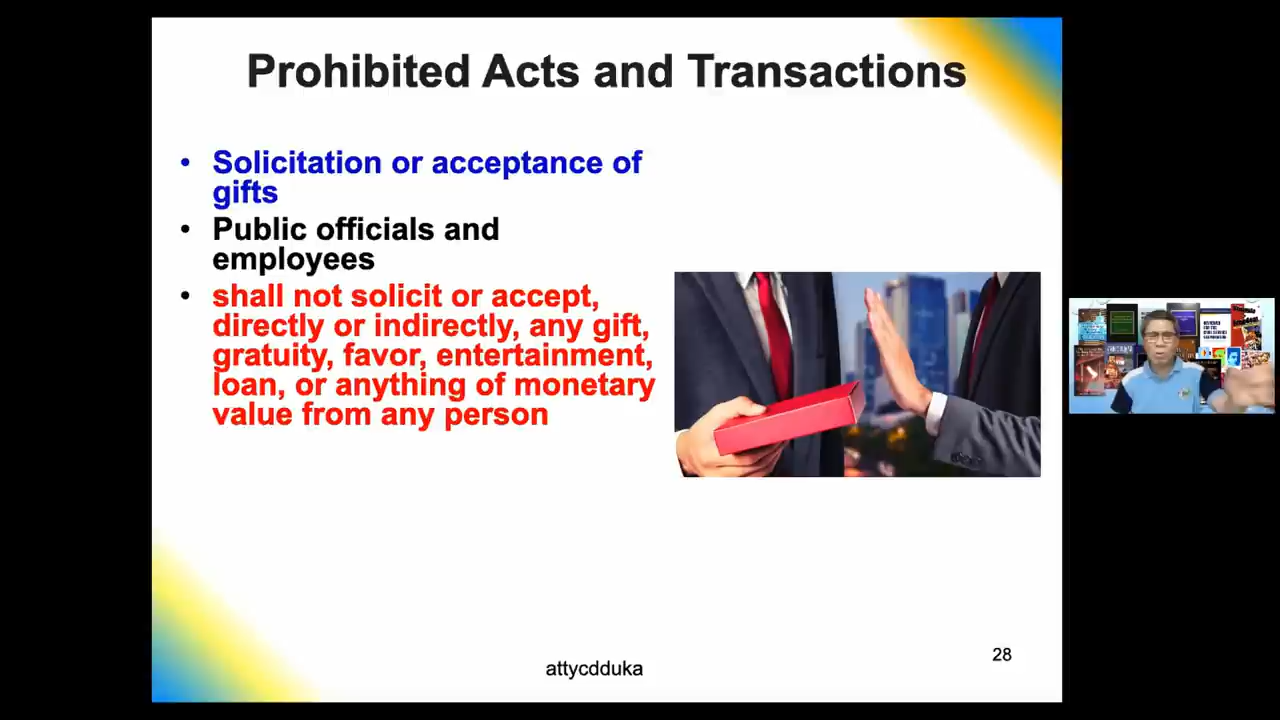 Prohibited Acts and Transactions
• Solicitation or acceptance of
gifts
• Public officials and
employees
• shall not solicit or accept,
directly or indirectly, any gift,
gratuity, favor, entertainment,
loan, or anything of monetary
value from any person
attycdduka
28